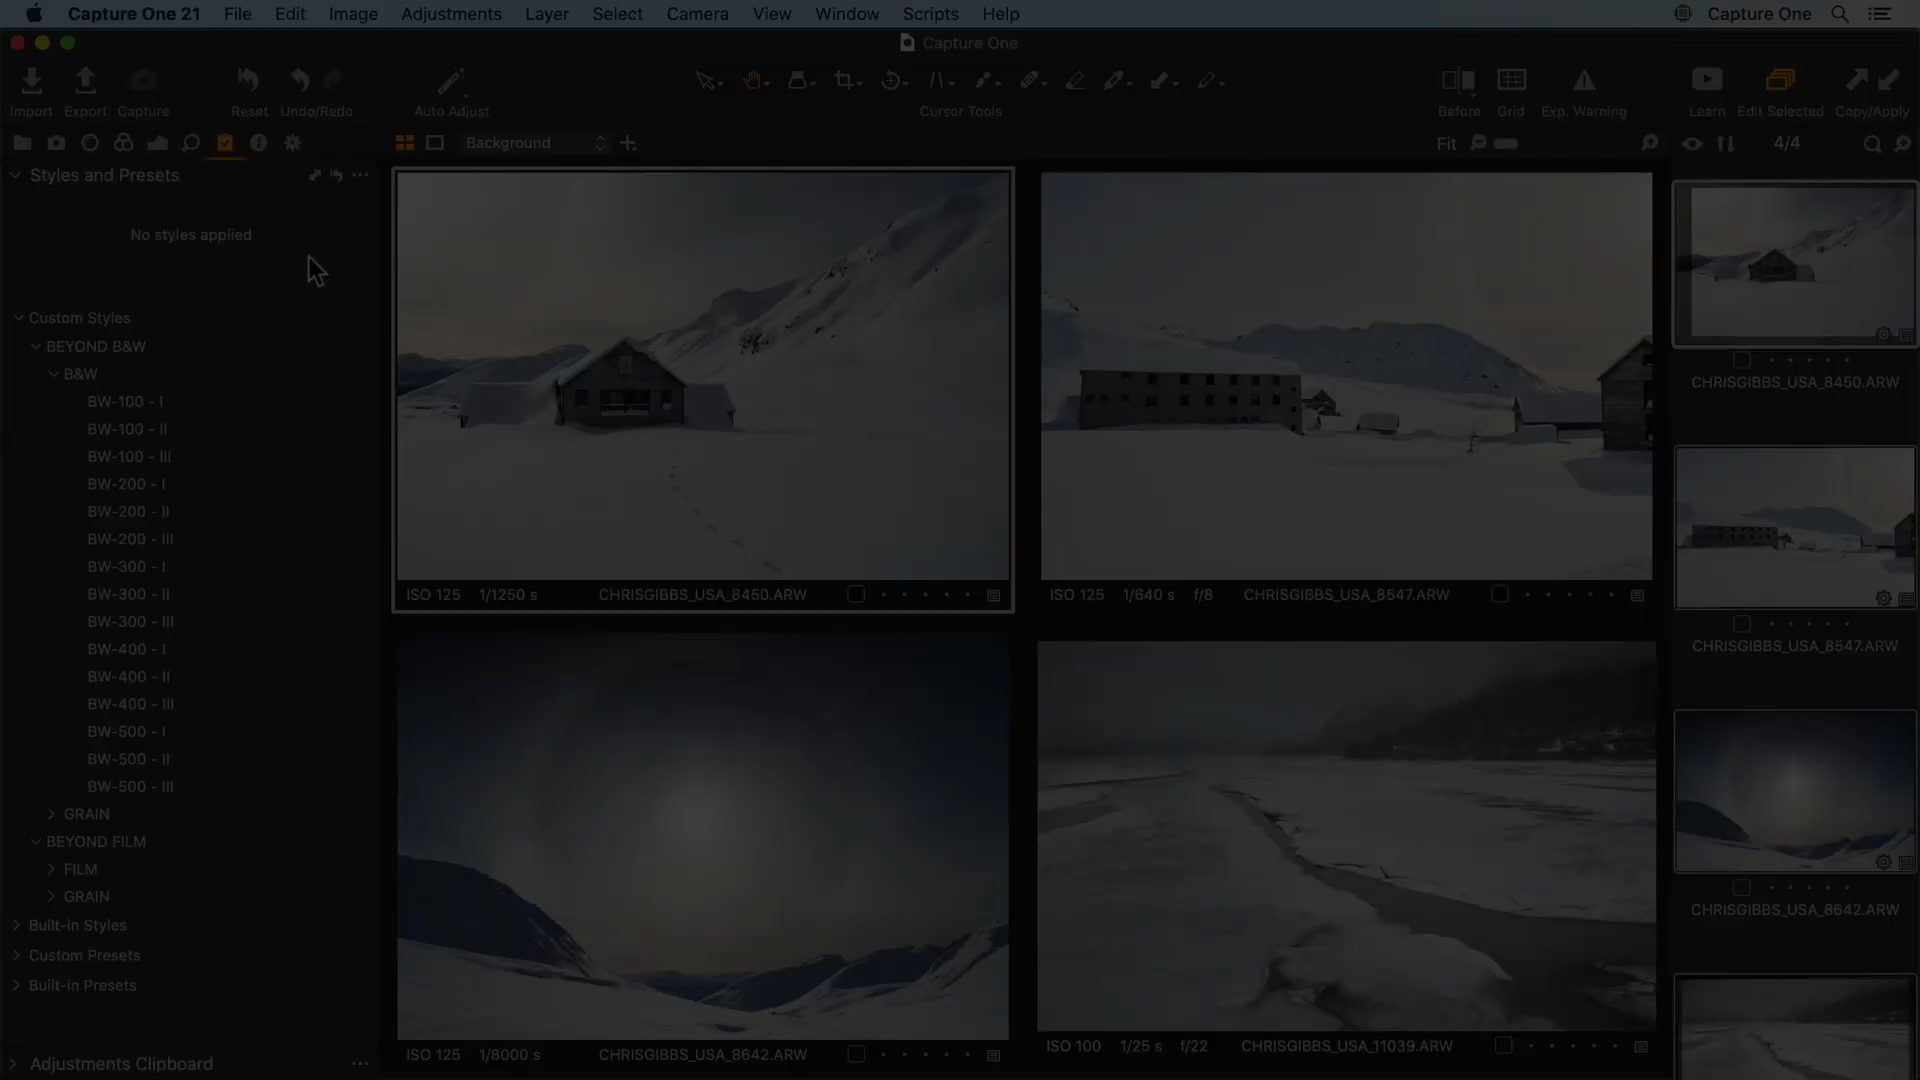 Capture One 21 File Edit Image Adjustments Layer Select Camera View Window Scripts Help Capture One
Capture One
Import Export Capture Reset Undo/Redo Auto Adjust Cursor Tools Before Grid Exp. Warning Learn Edit Selected Copy/Apply
Background Fit 4/4
Styles and Presets
No styles applied
Custom Styles
BEYOND B&W
B&W
BW-100 - I
BW-100 - II
BW-100 - III
BW-200 - I
BW-200 - II
BW-200 - III
BW-300 - I
BW-300 - II
BW-300 - III
BW-400 - I
BW-400 - II
BW-400 - III
BW-500 - I
BW-500 - II
BW-500 - III
GRAIN
BEYOND FILM
FILM
GRAIN
Built-in Styles
Custom Presets
Built-in Presets
Adjustments Clipboard
ISO 125 1/1250 s CHRISGIBBS_USA_8450.ARW
ISO 125 1/640 s f/8 CHRISGIBBS_USA_8547.ARW
ISO 125 1/8000 s CHRISGIBBS_USA_8642.ARW
ISO 100 1/25 s f/22 CHRISGIBBS_USA_11039.ARW
CHRISGIBBS_USA_8450.ARW
CHRISGIBBS_USA_8547.ARW
CHRISGIBBS_USA_8642.ARW